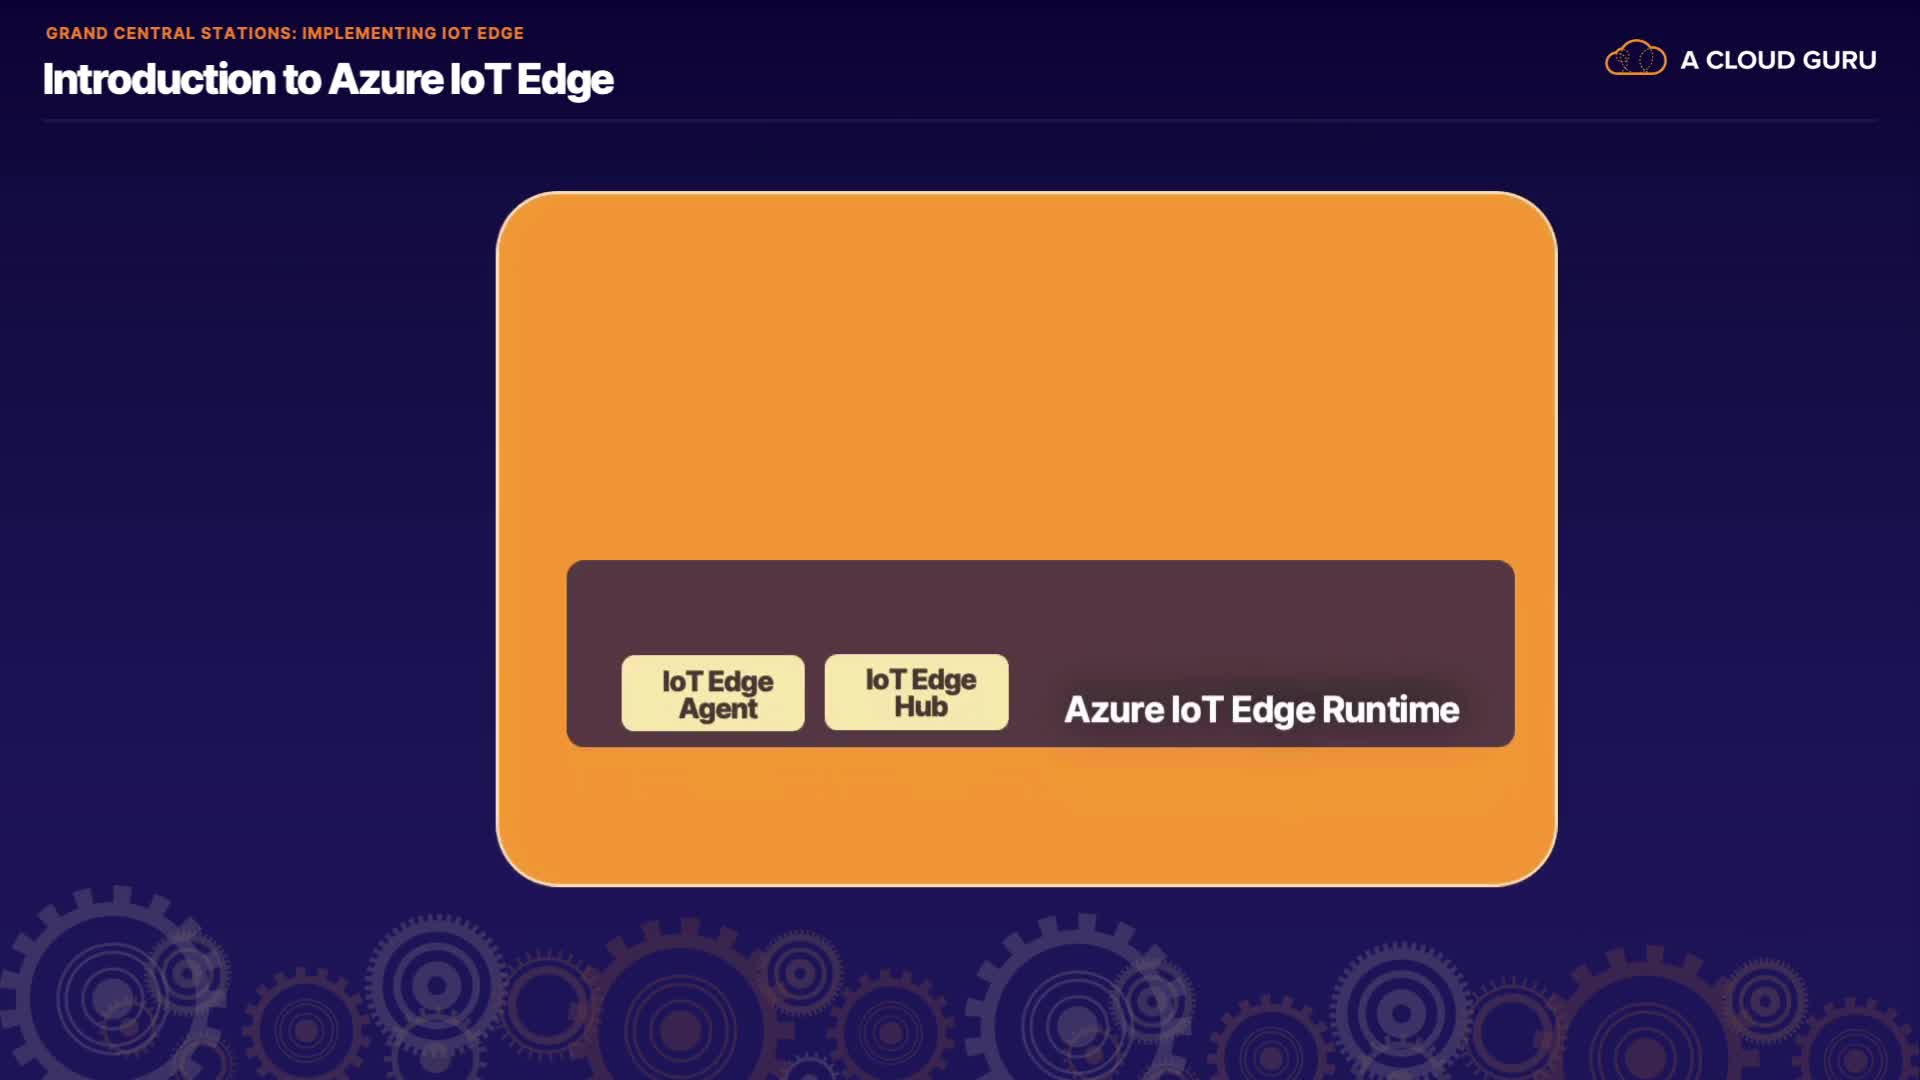 GRAND CENTRAL STATIONS: IMPLEMENTING IOT EDGE
Introduction to Azure IoT Edge
A CLOUD GURU
IoT Edge
Agent
IoT Edge
Hub
Azure IoT Edge Runtime